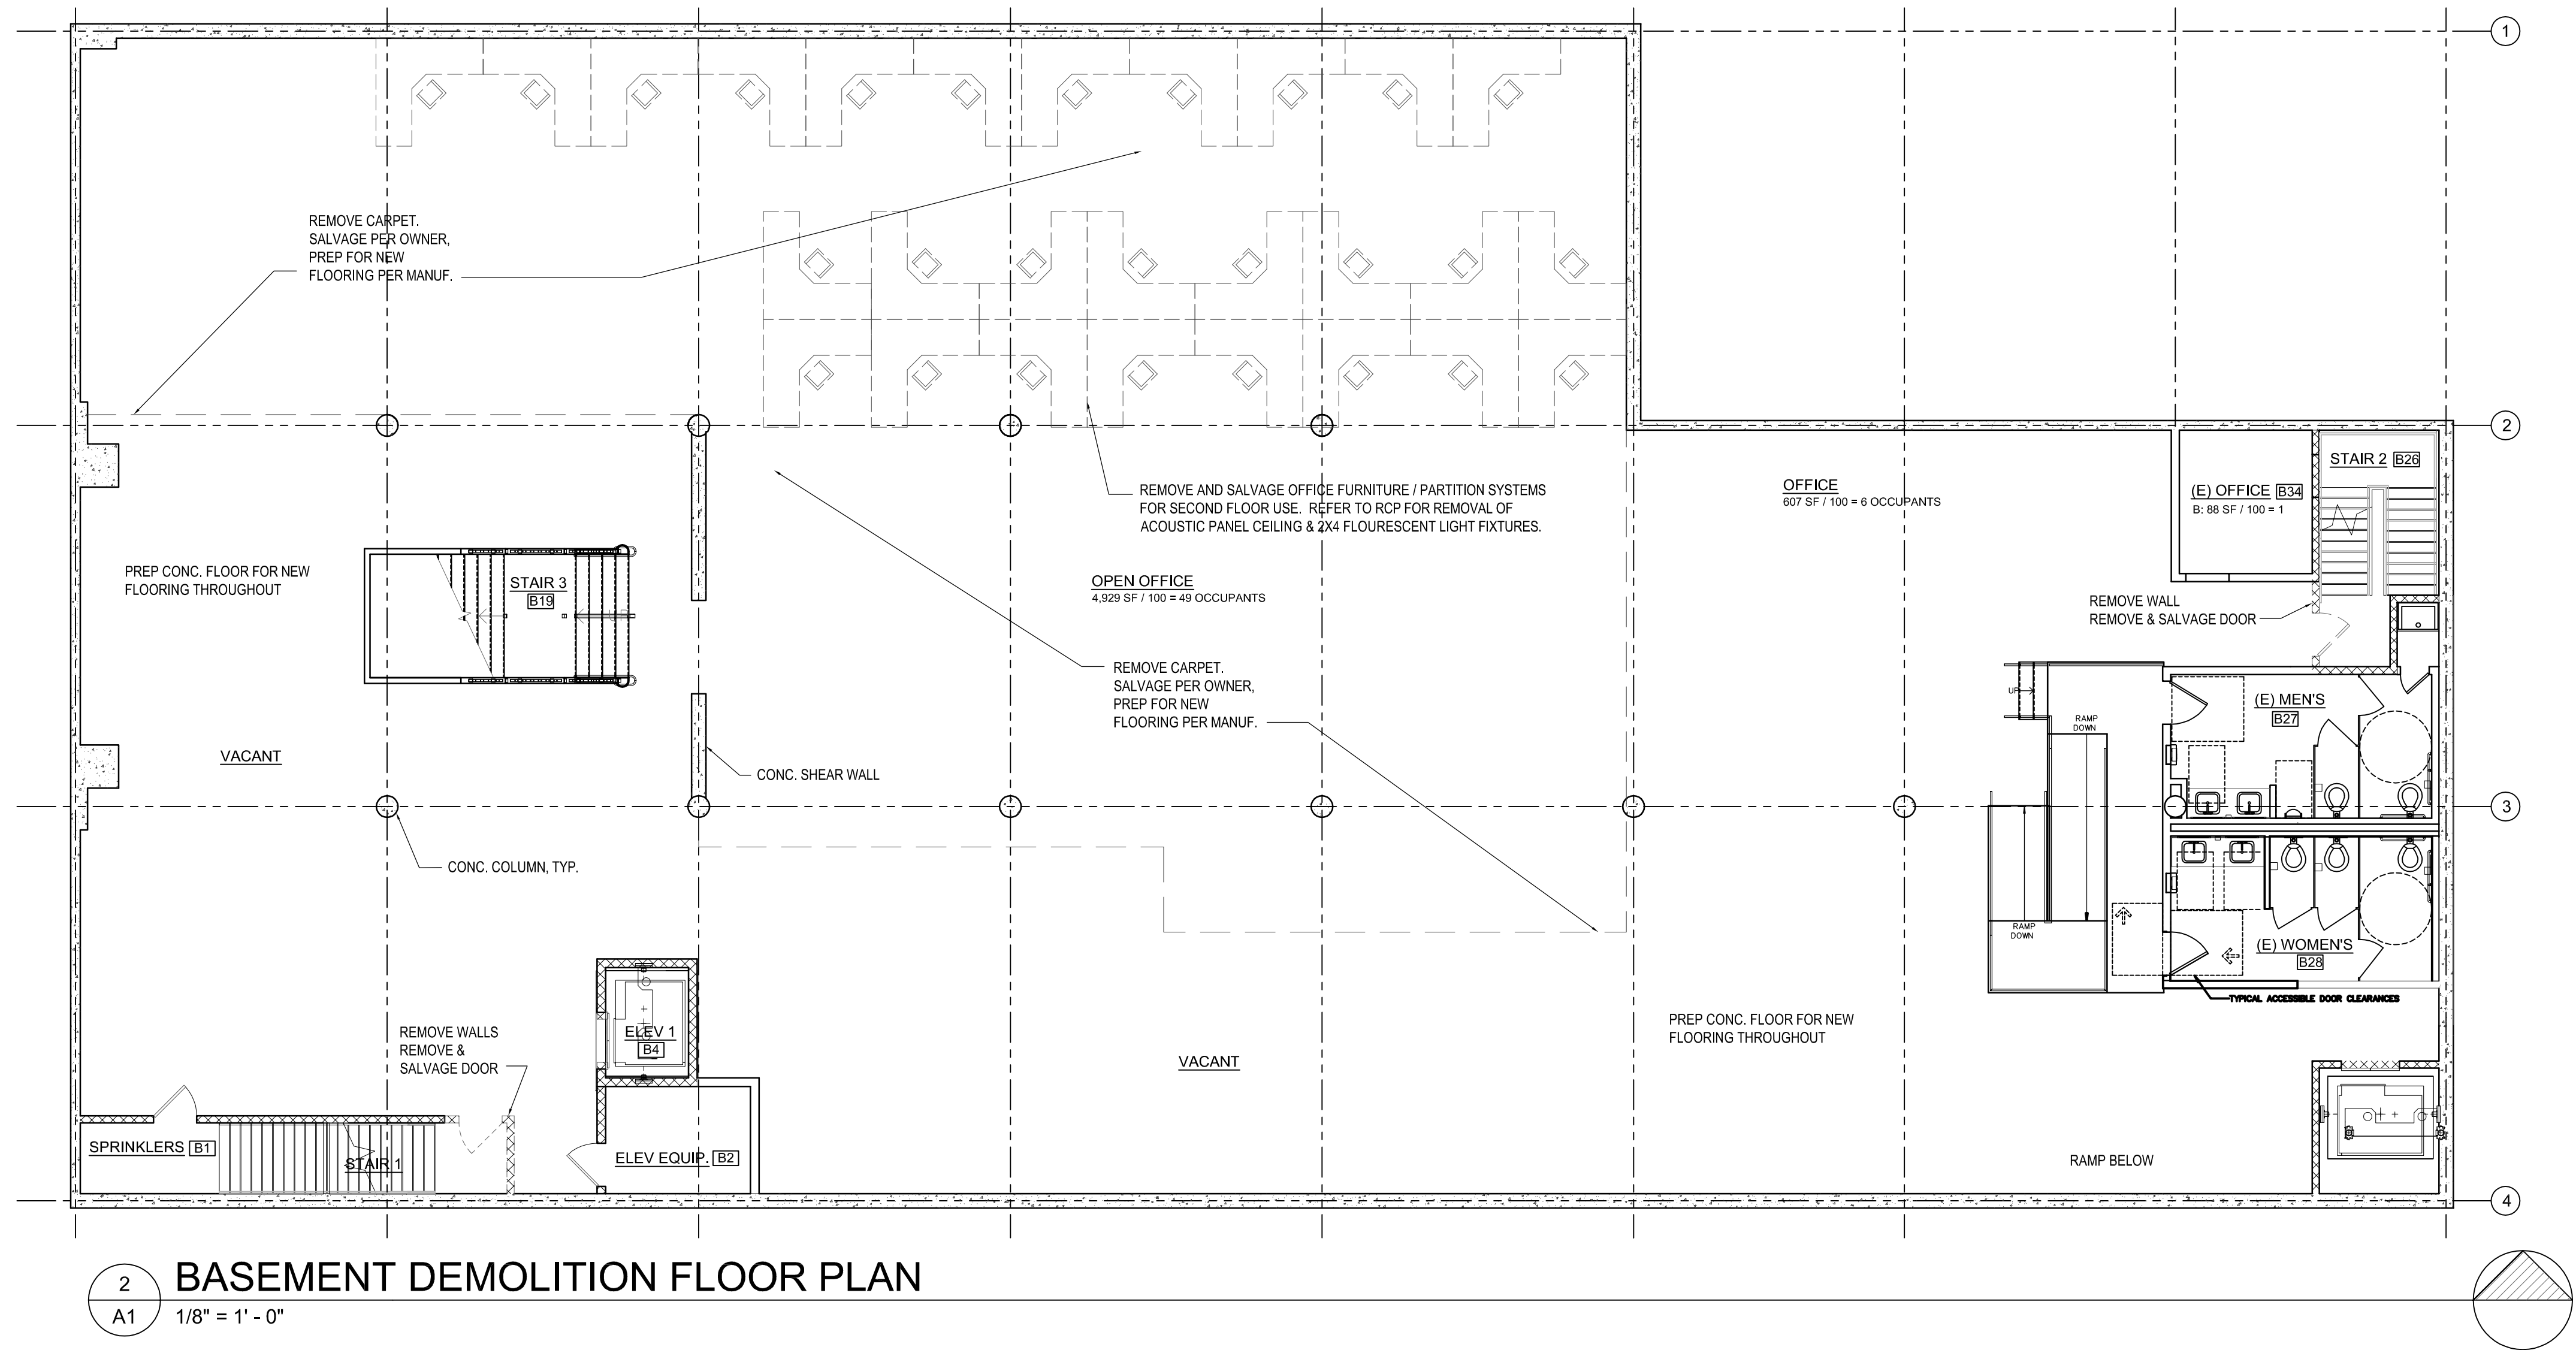 1
REMOVE CARPET.
SALVAGE PER OWNER,
PREP FOR NEW
FLOORING PER MANUF.
2
STAIR 2 B26
OFFICE
607 SF / 100 = 6 OCCUPANTS
(E) OFFICE B34
B: 88 SF / 100 = 1
REMOVE AND SALVAGE OFFICE FURNITURE / PARTITION SYSTEMS
FOR SECOND FLOOR USE. REFER TO RCP FOR REMOVAL OF
ACOUSTIC PANEL CEILING & 2X4 FLOURESCENT LIGHT FIXTURES.
PREP CONC. FLOOR FOR NEW
FLOORING THROUGHOUT
STAIR 3
B19
OPEN OFFICE
4,929 SF / 100 = 49 OCCUPANTS
REMOVE WALL
REMOVE & SALVAGE DOOR
REMOVE CARPET.
SALVAGE PER OWNER,
PREP FOR NEW
FLOORING PER MANUF.
UP
RAMP
DOWN
(E) MEN'S
B27
VACANT
CONC. SHEAR WALL
3
CONC. COLUMN, TYP.
RAMP
DOWN
(E) WOMEN'S
B28
TYPICAL ACCESSIBLE DOOR CLEARANCES
REMOVE WALLS
REMOVE &
SALVAGE DOOR
ELEV 1
B4
VACANT
PREP CONC. FLOOR FOR NEW
FLOORING THROUGHOUT
SPRINKLERS B1
STAIR 1
ELEV EQUIP. B2
RAMP BELOW
4
2
A1
BASEMENT DEMOLITION FLOOR PLAN
1/8" = 1' - 0"